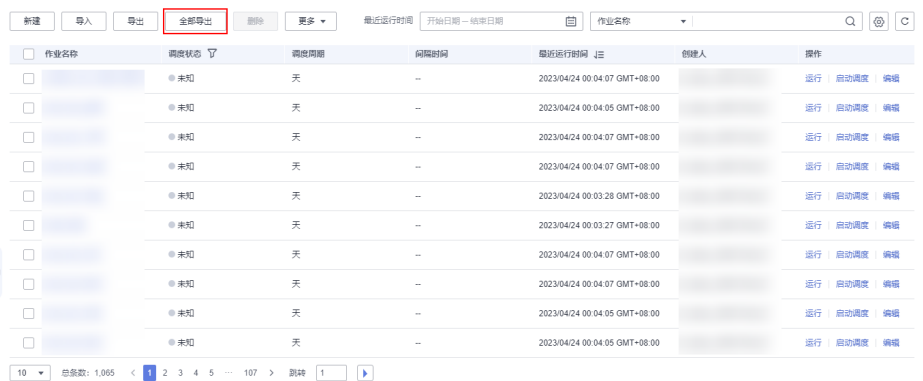 新建 导入 导出 全部导出 删除 更多 最近运行时间 开始日期 – 结束日期 作业名称
作业名称 调度状态 调度周期 间隔时间 最近运行时间 创建人 操作
未知 天 -- 2023/04/24 00:04:07 GMT+08:00 运行 启动调度 编辑
未知 天 -- 2023/04/24 00:04:05 GMT+08:00 运行 启动调度 编辑
未知 天 -- 2023/04/24 00:04:07 GMT+08:00 运行 启动调度 编辑
未知 天 -- 2023/04/24 00:04:07 GMT+08:00 运行 启动调度 编辑
未知 天 -- 2023/04/24 00:03:28 GMT+08:00 运行 启动调度 编辑
未知 天 -- 2023/04/24 00:03:27 GMT+08:00 运行 启动调度 编辑
未知 天 -- 2023/04/24 00:04:07 GMT+08:00 运行 启动调度 编辑
未知 天 -- 2023/04/24 00:04:07 GMT+08:00 运行 启动调度 编辑
未知 天 -- 2023/04/24 00:04:05 GMT+08:00 运行 启动调度 编辑
未知 天 -- 2023/04/24 00:04:05 GMT+08:00 运行 启动调度 编辑
10 总条数: 1,065 < 1 2 3 4 5 ··· 107 > 跳转 1